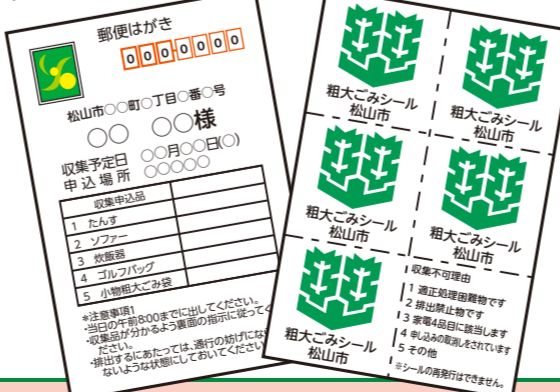 郵便はがき
0000000
松山市○○町○丁目○番○号
○○ ○○様
収集予定日 ○○月○○日(○)
申込場所 ○○○○○
収集申込品
1 たんす
2 ソファー
3 炊飯器
4 ゴルフバッグ
5 小物粗大ごみ袋
*注意事項1
・当日の午前8:00までに出してください。
・収集品が分かるよう裏面の指示に従ってく
ださい。
・排出するにあたっては、通行の妨げにな
ないような状態にしておいてください
粗大ごみシール
松山市
粗大ごみシール
松山市
粗大ごみシール
松山市
粗大ごみシール
松山市
粗大ごみシール
松山市
収集不可理由
1 適正処理困難物です
2 排出禁止物です
3 家電4品目に該当します
4 申し込みの取消しをされています
5 その他
※シールの再発行はできません。